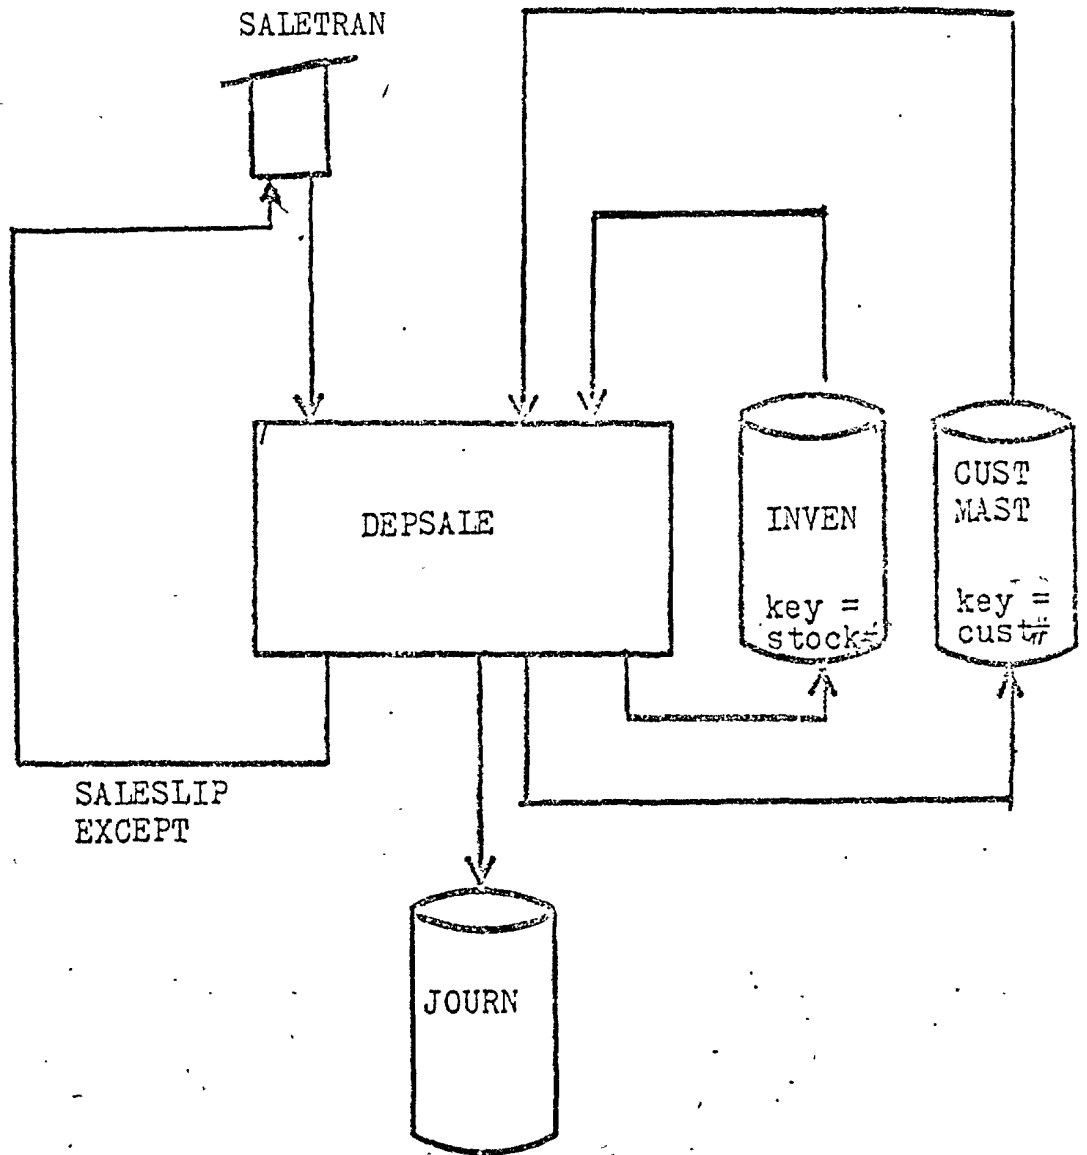 SALETRAN
DEPSALE
INVEN
key =
stock#
CUST
MAST
key =
cust#
SALESLIP
EXCEPT
JOURN